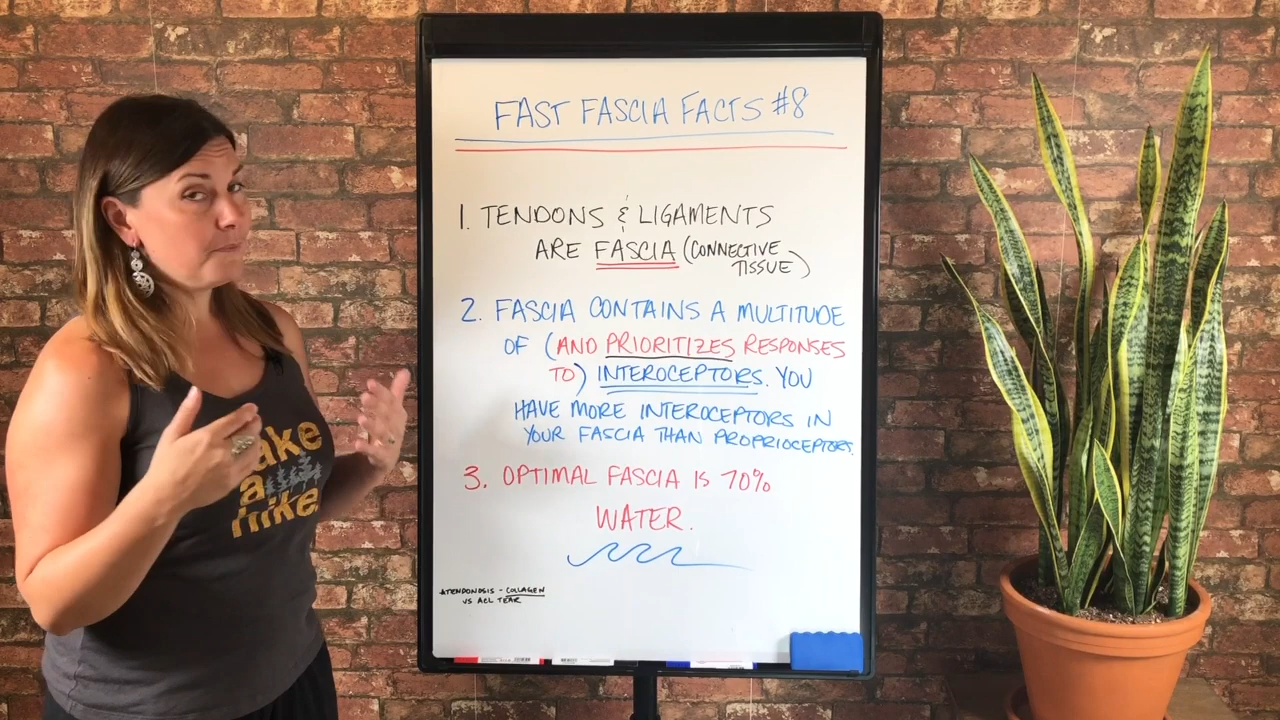 FAST FASCIA FACTS #8
1. TENDONS & LIGAMENTS
ARE FASCIA (CONNECTIVE
TISSUE)
2. FASCIA CONTAINS A MULTITUDE
OF (AND PRIORITIZES RESPONSES
TO) INTEROCEPTORS. YOU
HAVE MORE INTEROCEPTORS IN
YOUR FASCIA THAN PROPRIOCEPTORS.
3. OPTIMAL FASCIA IS 70%
WATER.
*TENDONOSIS - COLLAGEN
VS ACL TEAR
take
a
hike